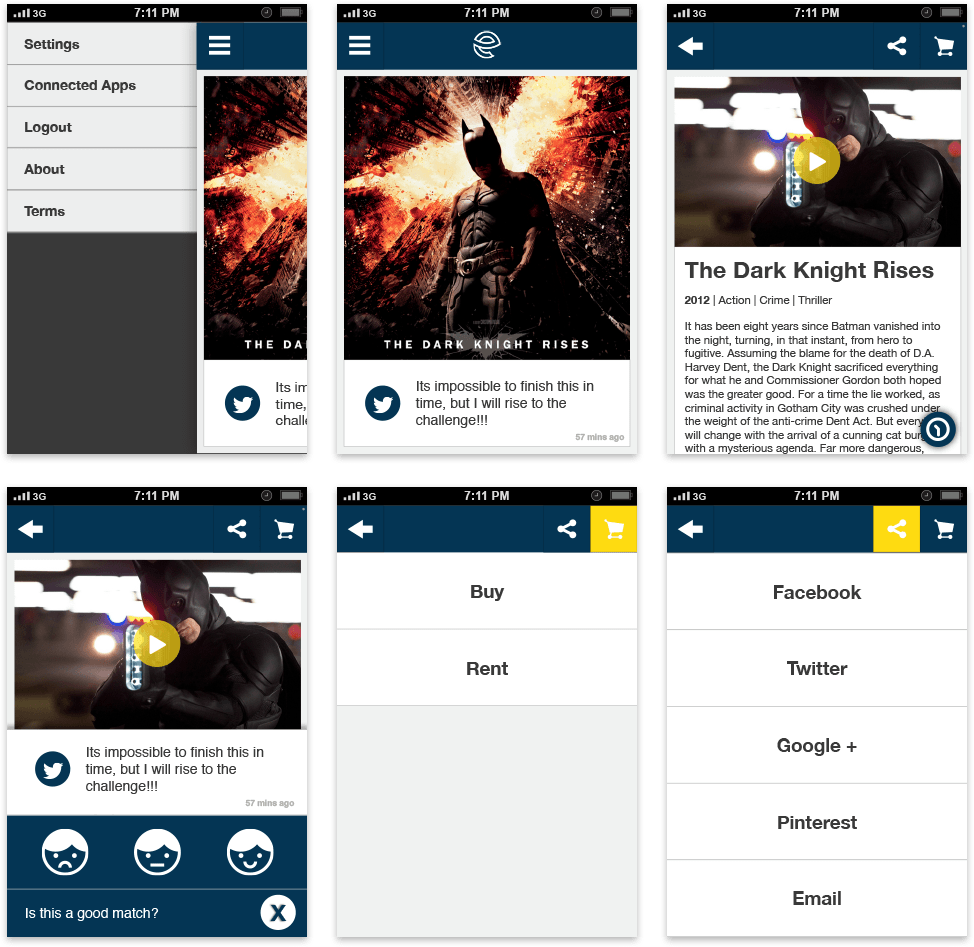 3G
7:11 PM
Settings
Connected Apps
Logout
About
Terms
THE DA
Its im
time,
challe
3G
7:11 PM
THE DARK KNIGHT RISES
Its impossible to finish this in
time, but I will rise to the
challenge!!!
57 mins ago
3G
7:11 PM
The Dark Knight Rises
2012 | Action | Crime | Thriller
It has been eight years since Batman vanished into
the night, turning, in that instant, from hero to
fugitive. Assuming the blame for the death of D.A.
Harvey Dent, the Dark Knight sacrificed everything
for what he and Commissioner Gordon both hoped
was the greater good. For a time the lie worked, as
criminal activity in Gotham City was crushed under
the weight of the anti-crime Dent Act. But every
will change with the arrival of a cunning cat bur
with a mysterious agenda. Far more dangerous,
3G
7:11 PM
Its impossible to finish this in
time, but I will rise to the
challenge!!!
57 mins ago
Is this a good match?
X
3G
7:11 PM
Buy
Rent
3G
7:11 PM
Facebook
Twitter
Google +
Pinterest
Email